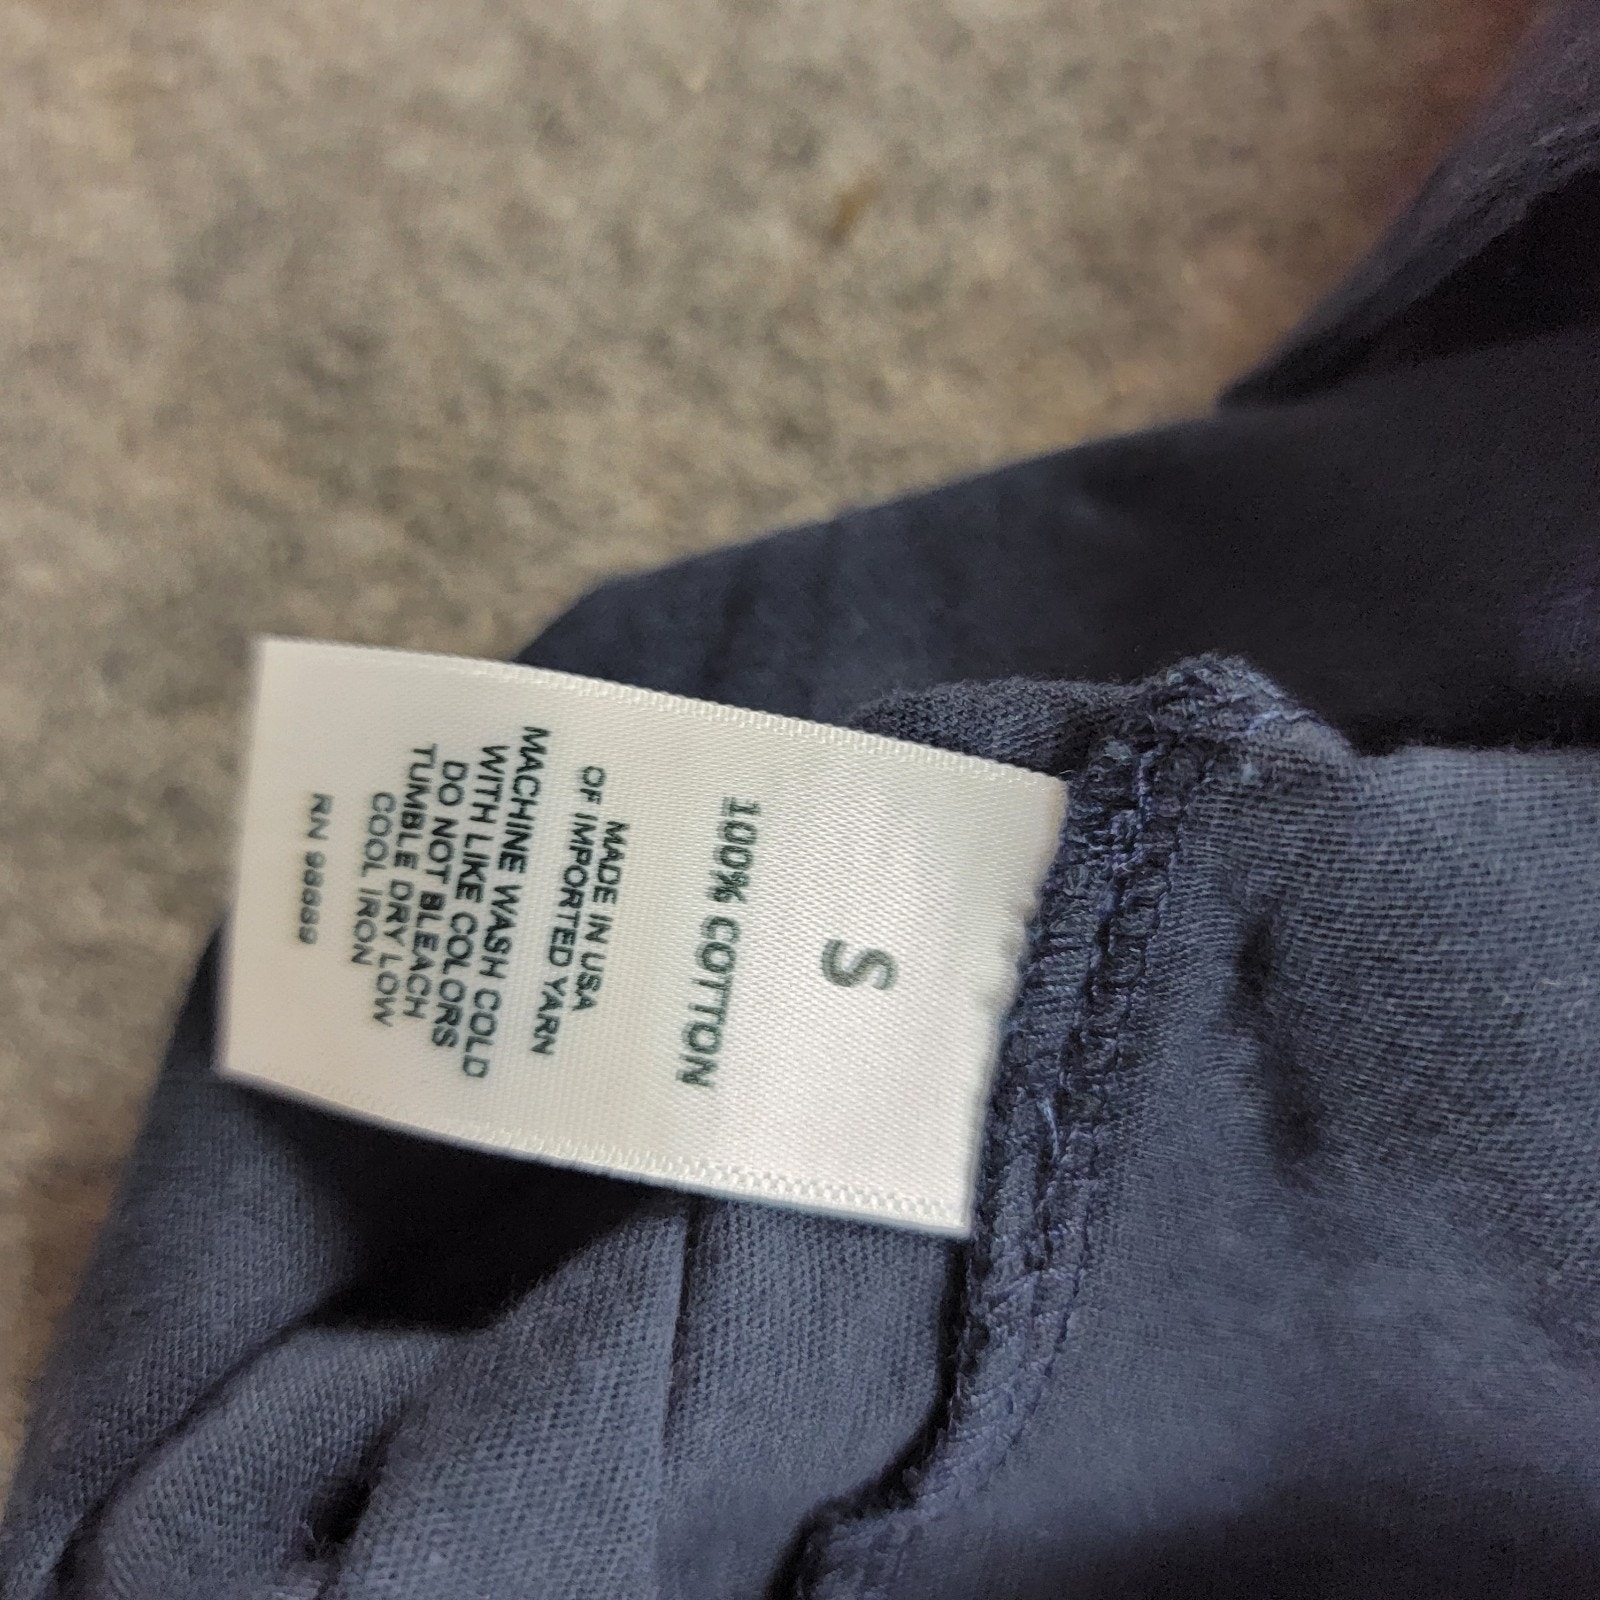 S
100% COTTON
MADE IN USA
OF IMPORTED YARN
MACHINE WASH COLD
WITH LIKE COLORS
DO NOT BLEACH
TUMBLE DRY LOW
COOL IRON
RN